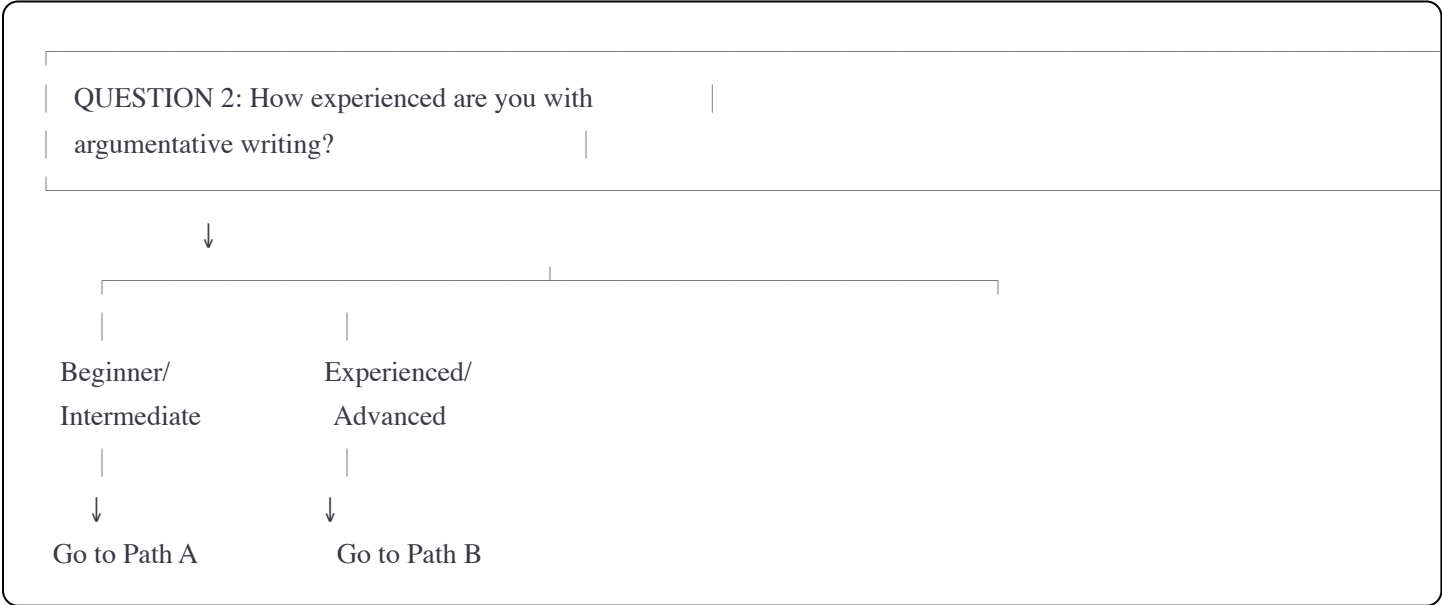 QUESTION 2: How experienced are you with
argumentative writing?
↓
Beginner/ Experienced/
Intermediate Advanced
↓ ↓
Go to Path A Go to Path B